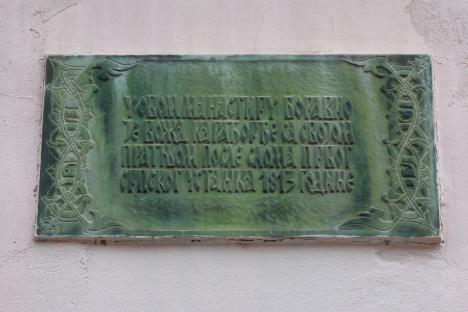 У ОВОМ МАНАСТИРУ БОРАВИО
ЈЕ ВОЖД КАРАЂОРЂЕ СА СВОЈОМ
ПРАТЊОМ ПОСЛЕ СЛОМА ПРВОГ
СРПСКОГ УСТАНКА 1813 ГОДИНЕ